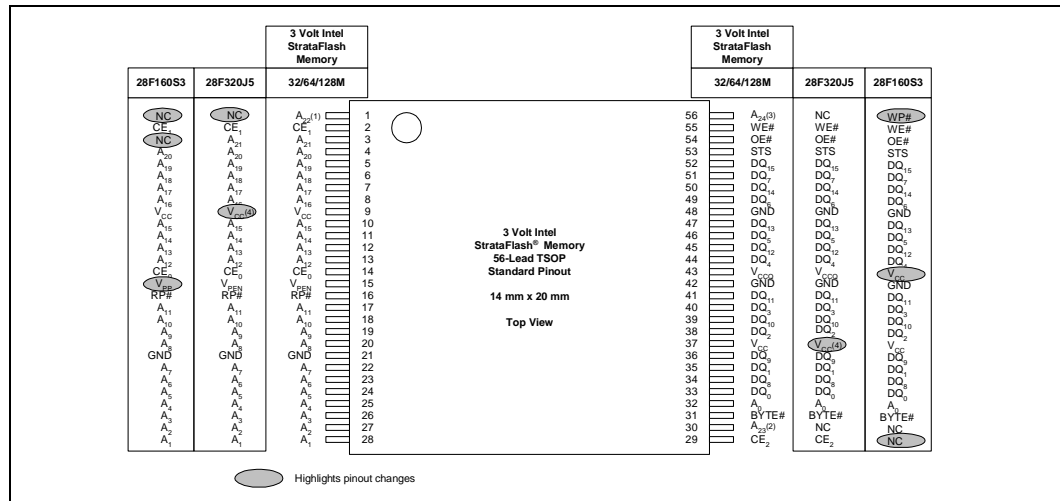 3 Volt Intel StrataFlash Memory 3 Volt Intel StrataFlash Memory
28F160S3 28F320J5 32/64/128M 32/64/128M 28F320J5 28F160S3
NC NC A22(1) 1 56 A24(3) NC WP#
CE1 CE1 CE1 2 55 WE# WE# WE#
NC A21 A21 3 54 OE# OE# OE#
A20 A20 A20 4 53 STS STS STS
A19 A19 A19 5 52 DQ15 DQ15 DQ15
A18 A18 A18 6 51 DQ7 DQ7 DQ7
A17 A17 A17 7 50 DQ14 DQ14 DQ14
A16 A16 8 49 DQ6 DQ6 DQ6
VCC VCC(4) VCC 9 48 GND GND GND
A15 A15 A15 10 47 DQ13 DQ13 DQ13
A14 A14 A14 11 46 DQ5 DQ5 DQ5
A13 A13 A13 12 45 DQ12 DQ12 DQ12
A12 A12 A12 13 44 DQ4 DQ4 DQ4
CE0 CE0 CE0 14 43 VCCQ VCCQ VCC
VPP VPEN VPEN 15 42 GND GND GND
RP# RP# RP# 16 41 DQ11 DQ11 DQ11
A11 A11 A11 17 40 DQ3 DQ3 DQ3
A10 A10 A10 18 39 DQ10 DQ10 DQ10
A9 A9 A9 19 38 DQ2 DQ2 DQ2
A8 A8 A8 20 37 VCC VCC(4) VCC
GND GND GND 21 36 DQ9 DQ9 DQ9
A7 A7 A7 22 35 DQ1 DQ1 DQ1
A6 A6 A6 23 34 DQ8 DQ8 DQ8
A5 A5 A5 24 33 DQ0 DQ0 DQ0
A4 A4 A4 25 32 A0 A0 A0
A3 A3 A3 26 31 BYTE# BYTE# BYTE#
A2 A2 A2 27 30 A23(2) NC NC
A1 A1 A1 28 29 CE2 CE2 NC
3 Volt Intel
StrataFlash® Memory
56-Lead TSOP
Standard Pinout
14 mm x 20 mm
Top View
Highlights pinout changes